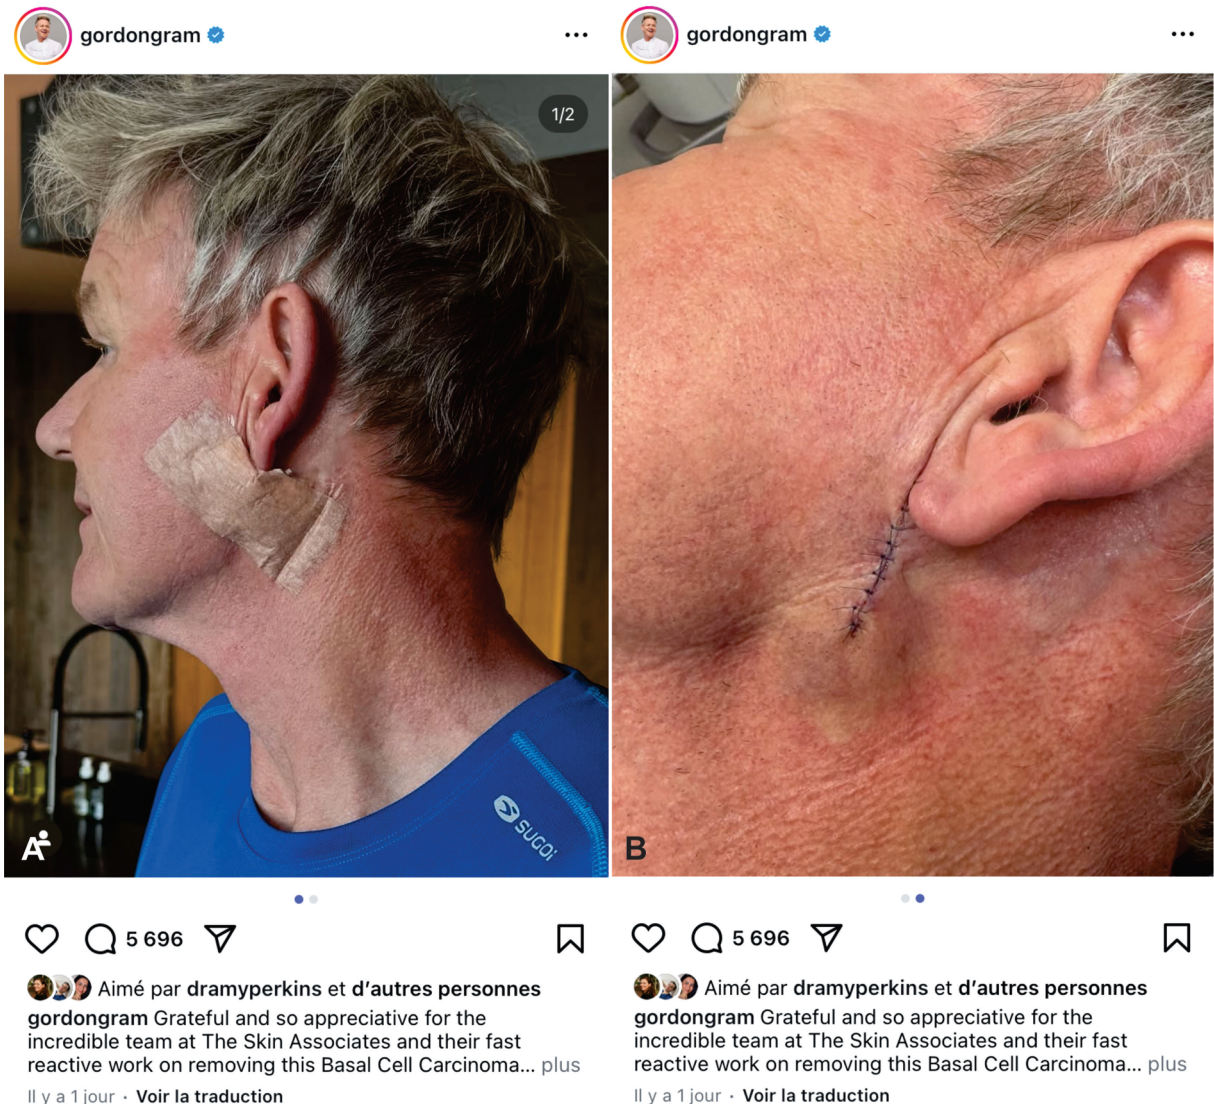 gordongram
1/2
SUGOi
A
5 696
Aimé par dramyperkins et d'autres personnes
gordongram Grateful and so appreciative for the
incredible team at The Skin Associates and their fast
reactive work on removing this Basal Cell Carcinoma... plus
Il y a 1 jour · Voir la traduction
gordongram
B
5 696
Aimé par dramyperkins et d'autres personnes
gordongram Grateful and so appreciative for the
incredible team at The Skin Associates and their fast
reactive work on removing this Basal Cell Carcinoma... plus
Il y a 1 jour · Voir la traduction